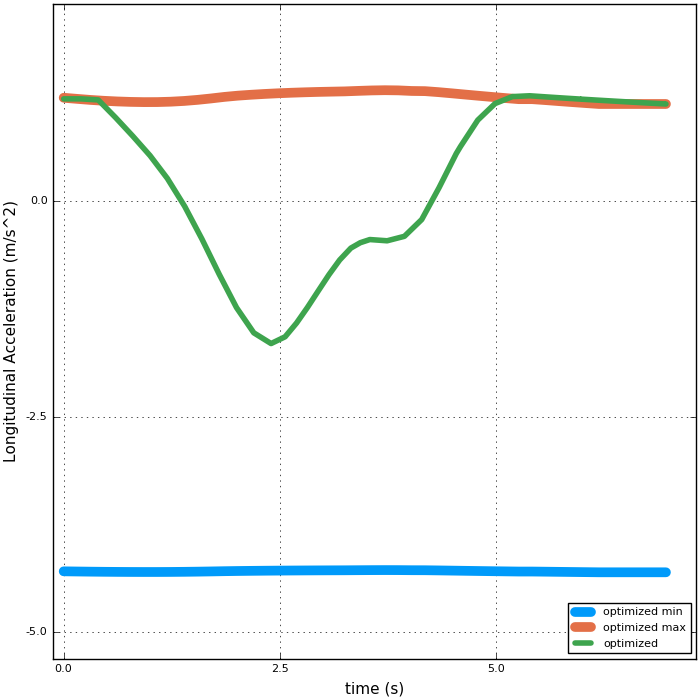 Longitudinal Acceleration (m/s^2)
0.0
-2.5
-5.0
0.0
2.5
5.0
time (s)
optimized min
optimized max
optimized